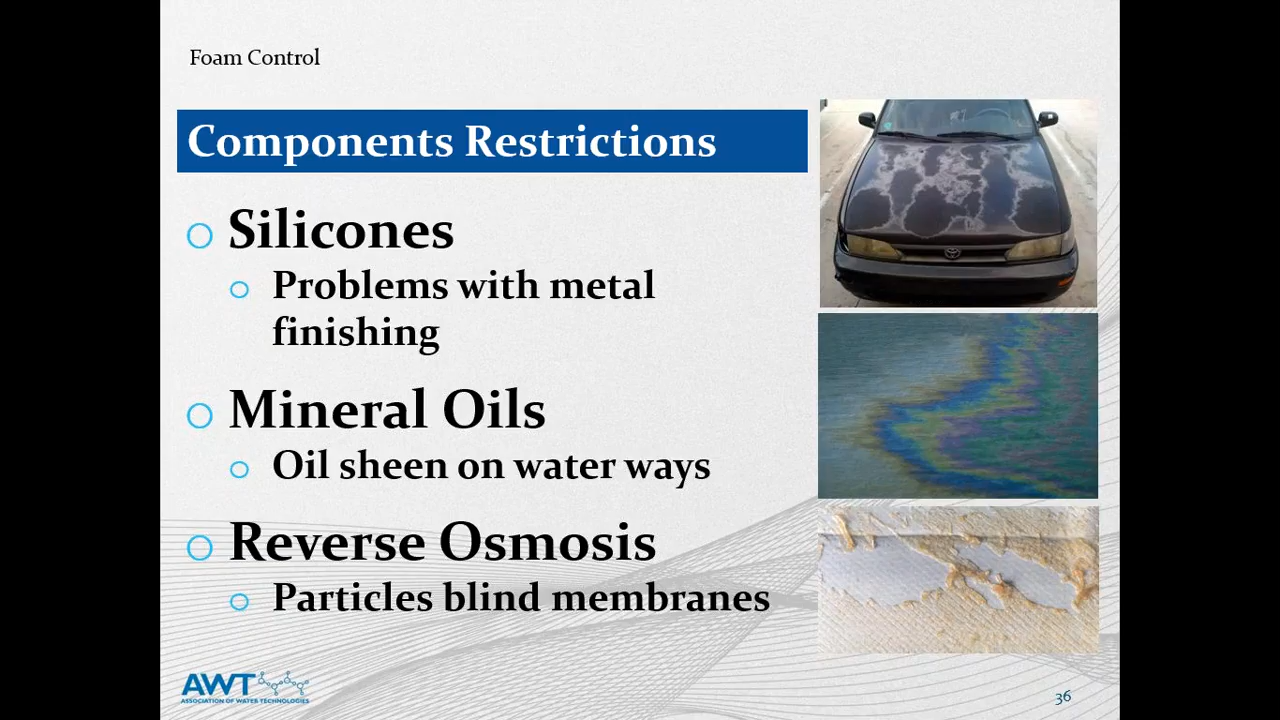 Foam Control
Components Restrictions
Silicones
Problems with metal
finishing
Mineral Oils
Oil sheen on water ways
Reverse Osmosis
Particles blind membranes
AWT
ASSOCIATION OF WATER TECHNOLOGIES
36